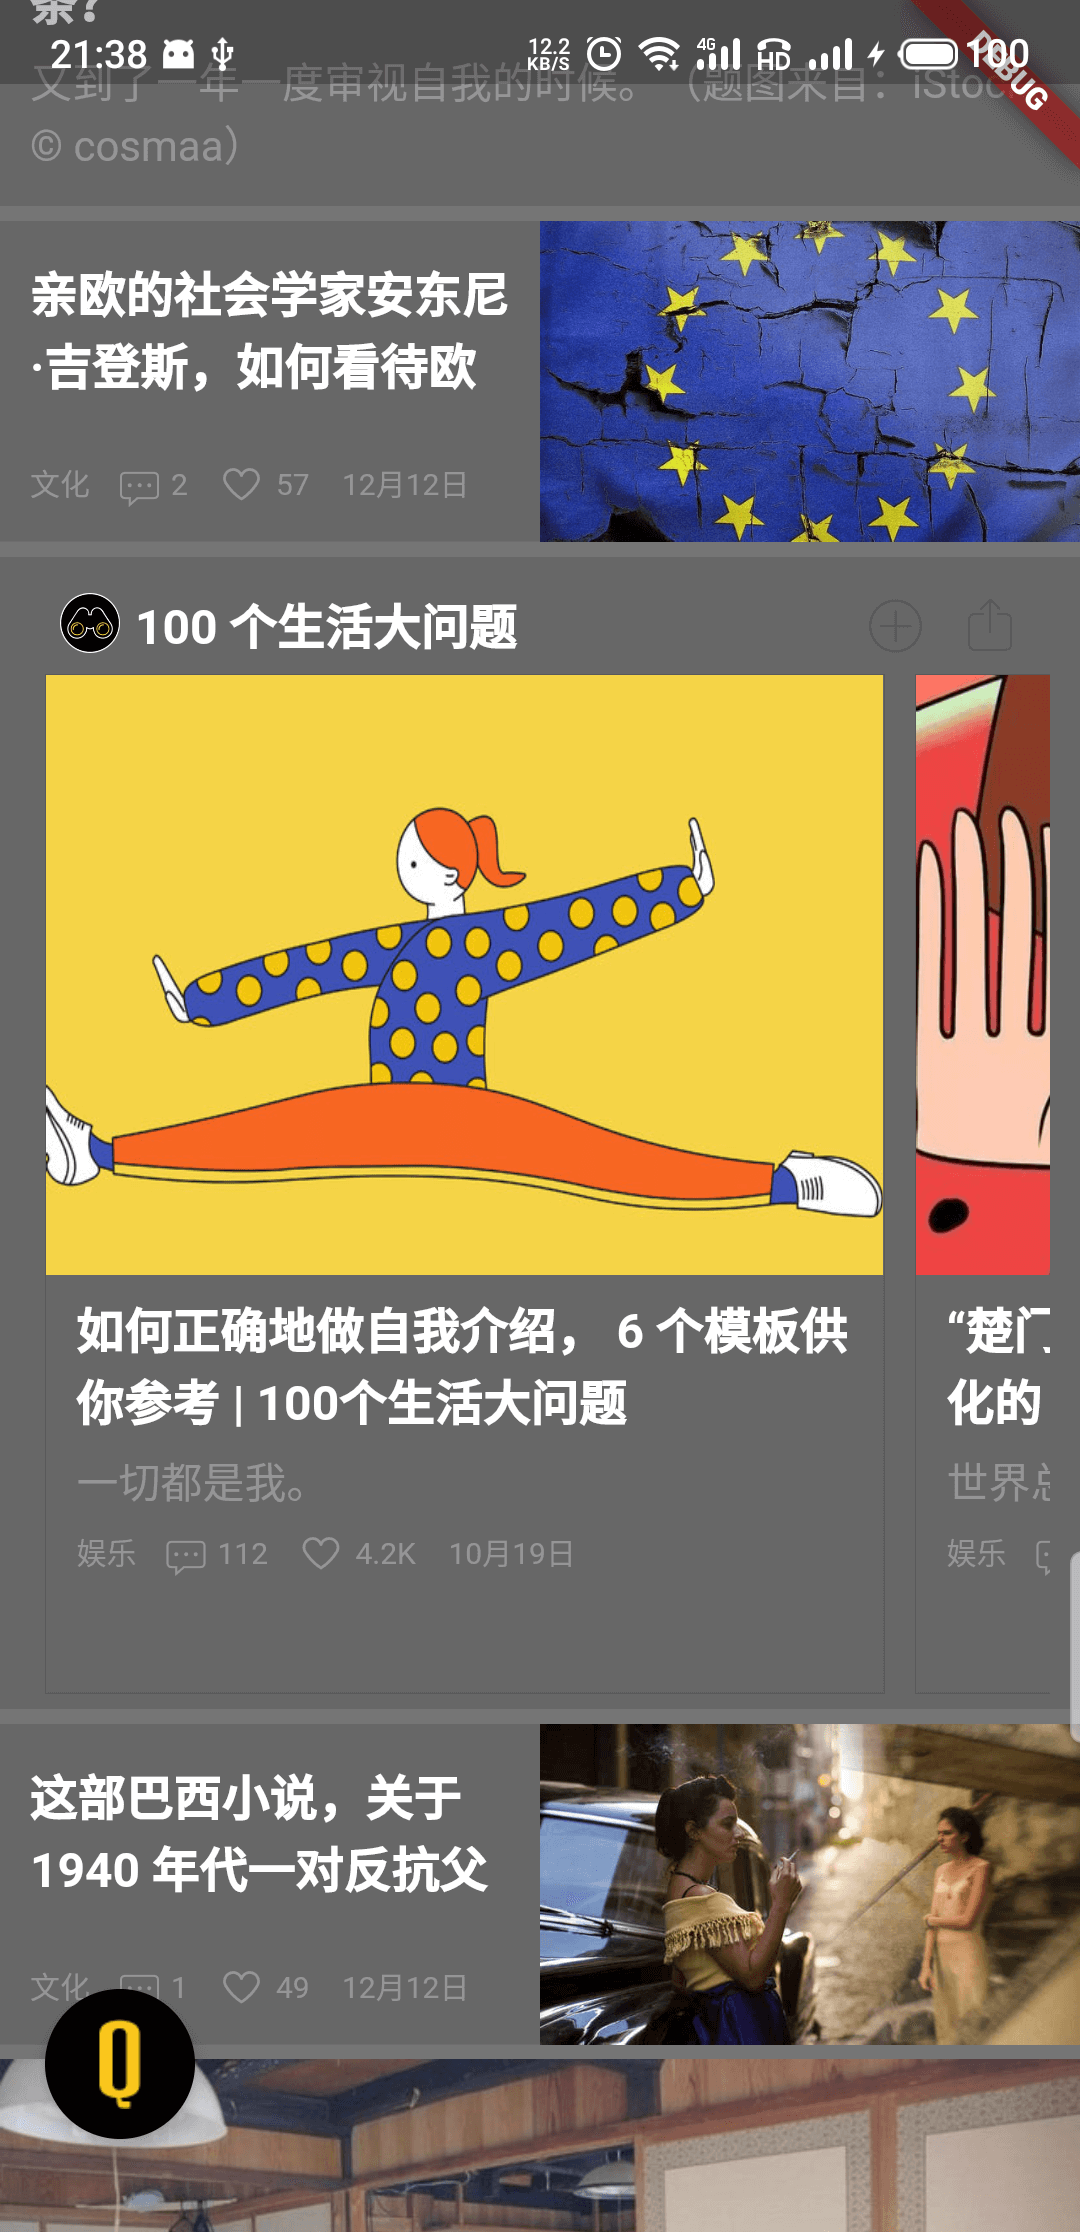 条？
21:38
12.2
KB/S
4G
HD
100
DEBUG
又到了一年一度审视自我的时候。（题图来自：iStock
© cosmaa）
亲欧的社会学家安东尼
·吉登斯，如何看待欧
文化 2 57 12月12日
100 个生活大问题
如何正确地做自我介绍， 6 个模板供
你参考 | 100个生活大问题
一切都是我。
娱乐 112 4.2K 10月19日
“楚门
化的
世界总
娱乐
这部巴西小说，关于
1940 年代一对反抗父
文化 1 49 12月12日
Q